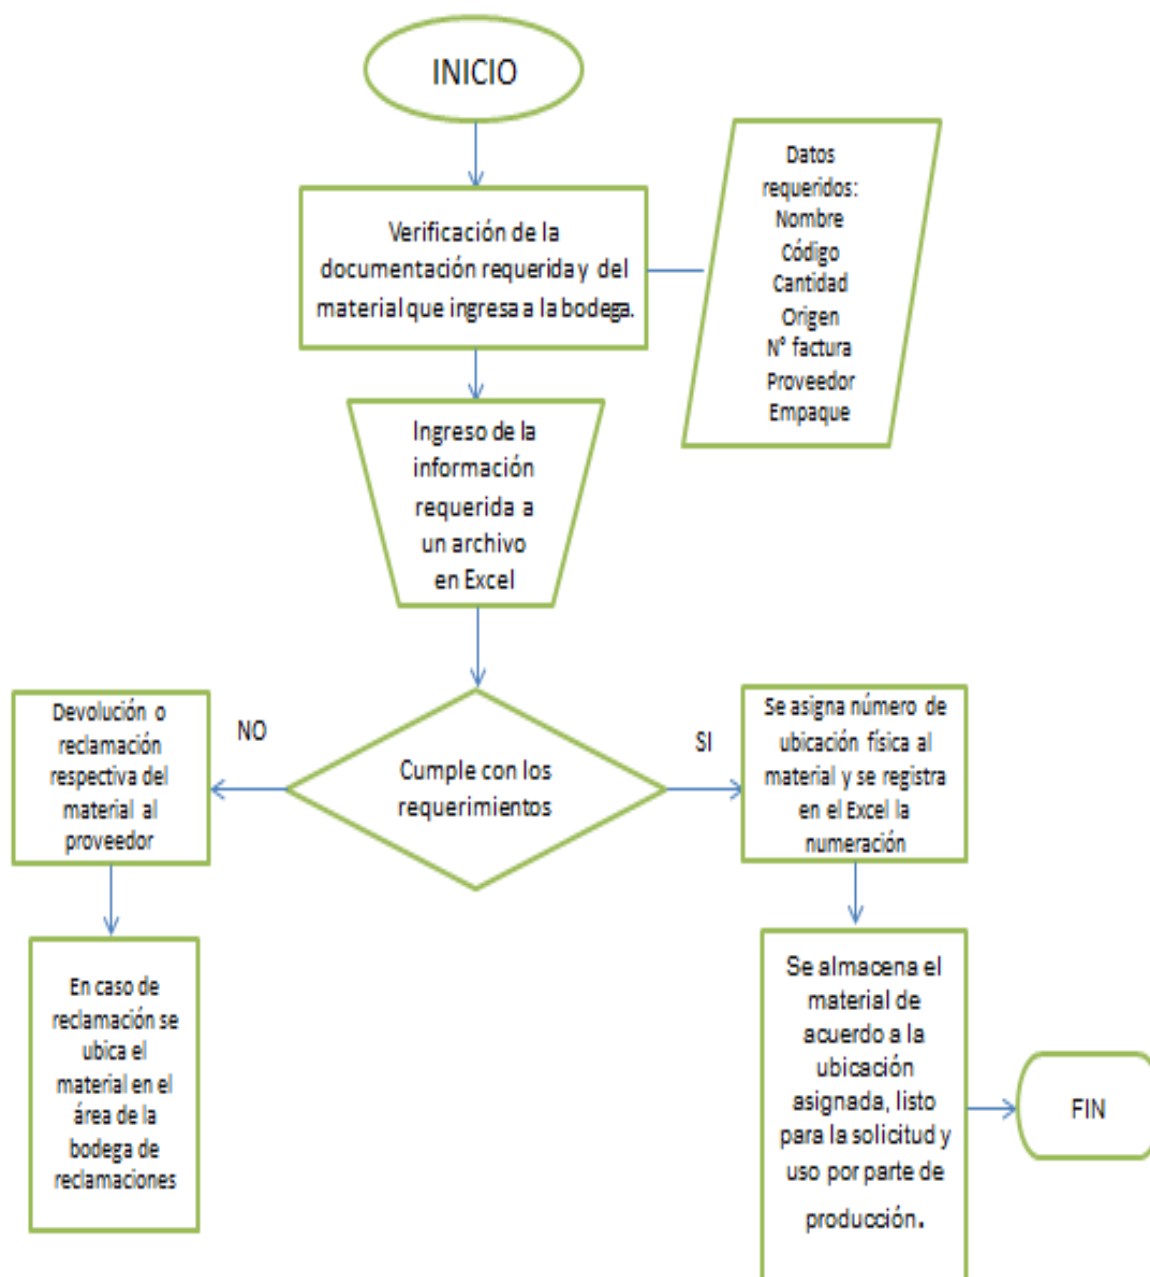 INICIO
Verificación de la
documentación requerida y del
material que ingresa a la bodega.
Datos
requeridos:
Nombre
Código
Cantidad
Origen
N° factura
Proveedor
Empaque
Ingreso de la
información
requerida a
un archivo
en Excel
Cumple con los
requerimientos
NO
Devolución o
reclamación
respectiva del
material al
proveedor
En caso de
reclamación se
ubica el
material en el
área de la
bodega de
reclamaciones
SI
Se asigna número de
ubicación física al
material y se registra
en el Excel la
numeración
Se almacena el
material de
acuerdo a la
ubicación
asignada, listo
para la solicitud y
uso por parte de
producción.
FIN